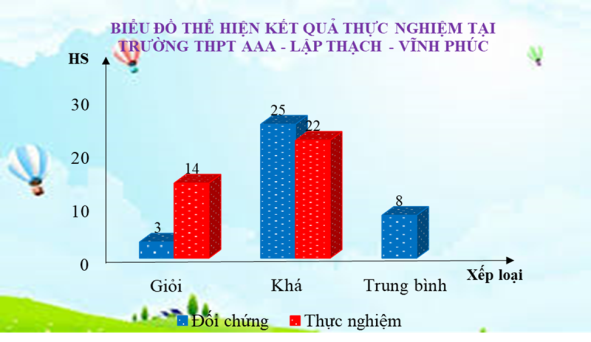 BIỂU ĐỒ THỂ HIỆN KẾT QUẢ THỰC NGHIỆM TẠI
TRƯỜNG THPT AAA - LẬP THẠCH - VĨNH PHÚC
HS
30
20
10
0
3
14
25
22
8
Giỏi
Khá
Trung bình
Xếp loại
Đối chứng
Thực nghiệm